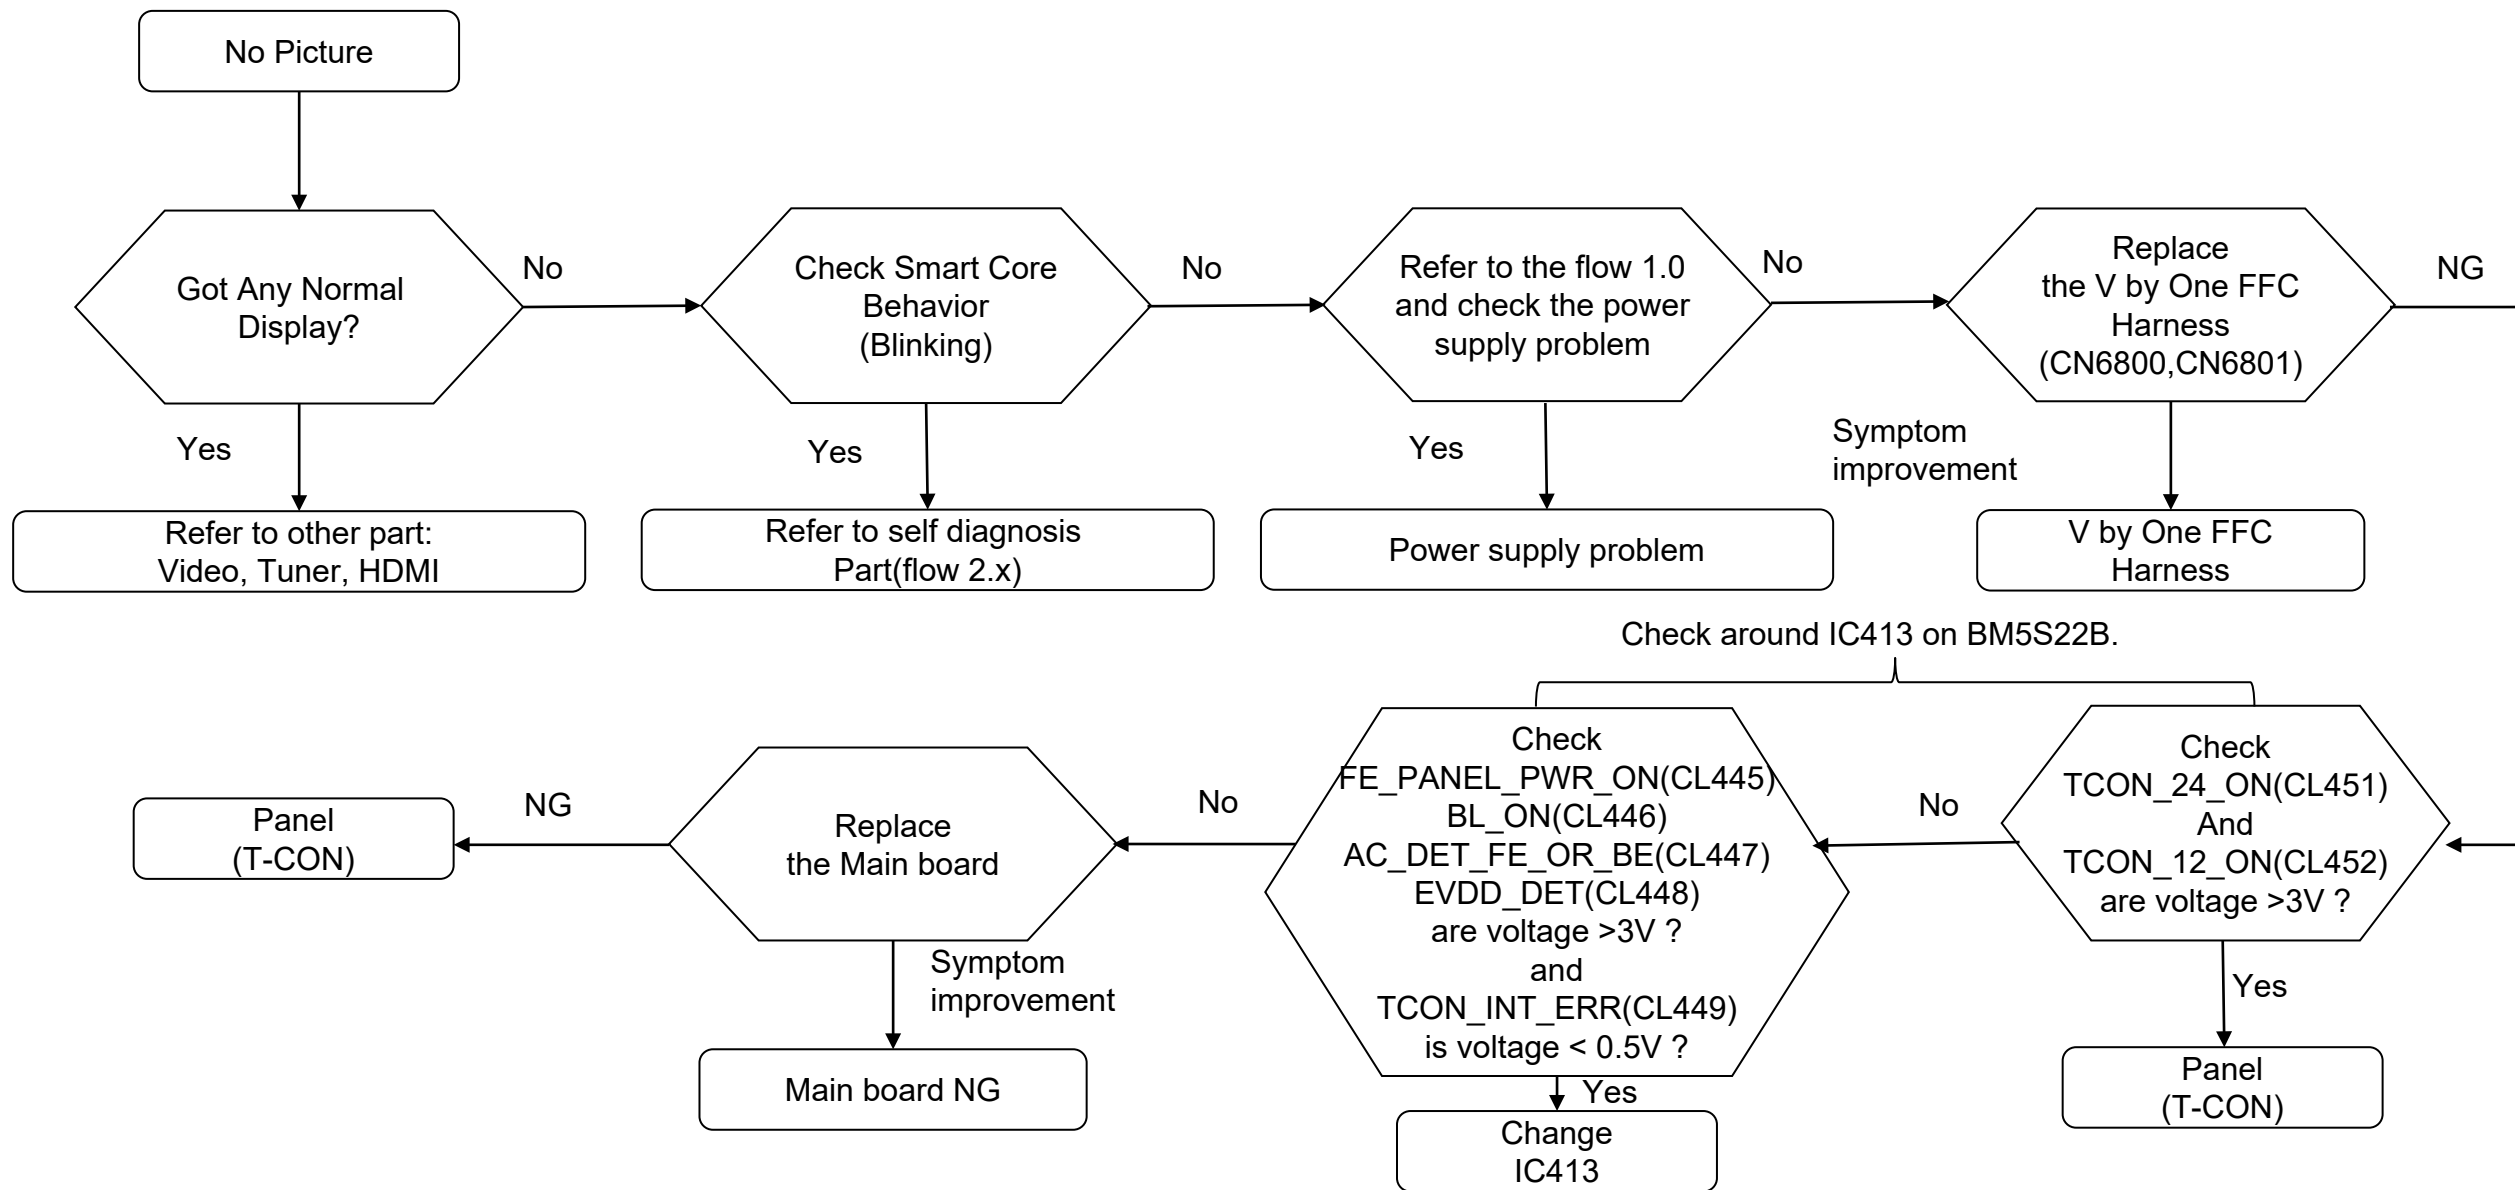 No Picture
Got Any Normal
Display?
No
Check Smart Core
Behavior
(Blinking)
No
Refer to the flow 1.0
and check the power
supply problem
No
Replace
the V by One FFC
Harness
(CN6800,CN6801)
NG
Yes
Yes
Yes
Symptom
improvement
Refer to other part:
Video, Tuner, HDMI
Refer to self diagnosis
Part(flow 2.x)
Power supply problem
V by One FFC
Harness
Check around IC413 on BM5S22B.
Check
TCON_24_ON(CL451)
And
TCON_12_ON(CL452)
are voltage >3V ?
No
Yes
Panel
(T-CON)
Check
FE_PANEL_PWR_ON(CL445)
BL_ON(CL446)
AC_DET_FE_OR_BE(CL447)
EVDD_DET(CL448)
are voltage >3V ?
and
TCON_INT_ERR(CL449)
is voltage < 0.5V ?
No
Yes
Change
IC413
Replace
the Main board
NG
Symptom
improvement
Main board NG
Panel
(T-CON)